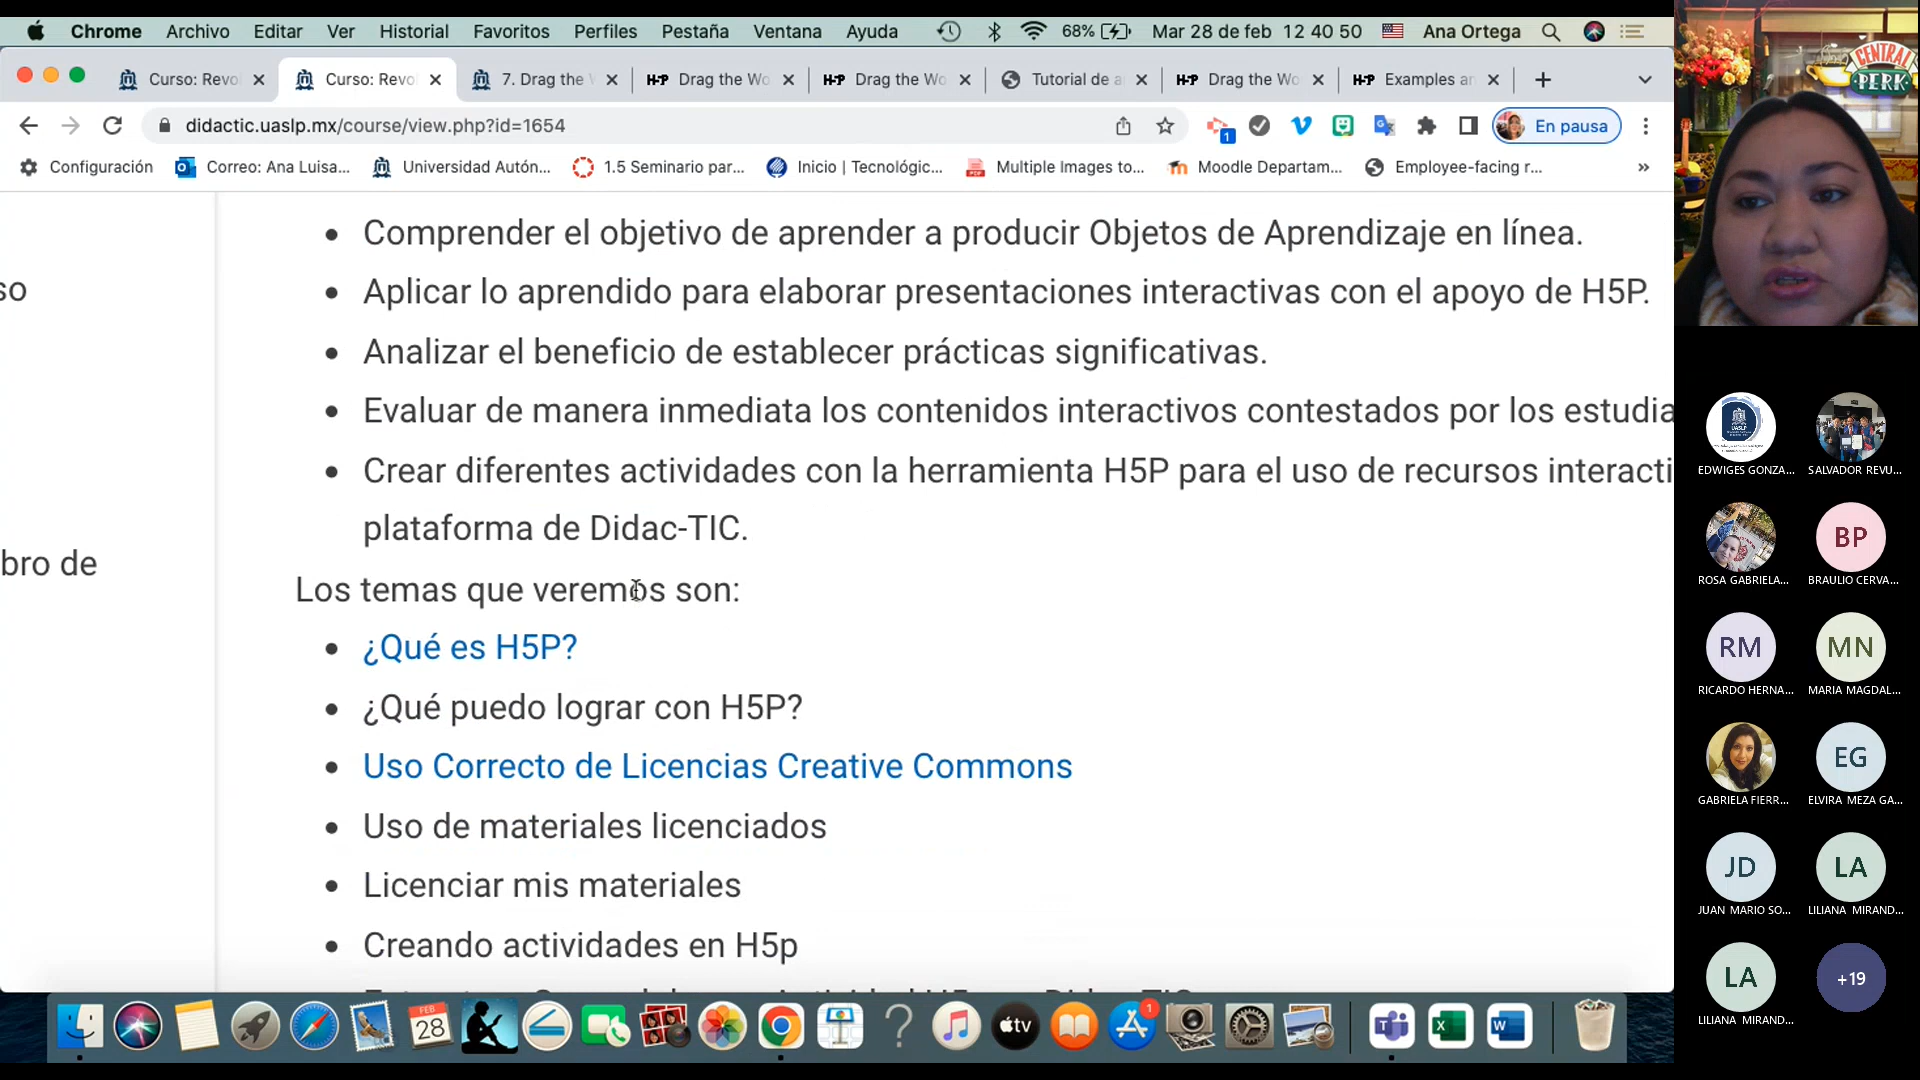 Chrome Archivo Editar Ver Historial Favoritos Perfiles Pestaña Ventana Ayuda 68% Mar 28 de feb 12 40 50 Ana Ortega
Curso: Revo Curso: Revo 7. Drag the W H-P Drag the Wo H-P Drag the Wo Tutorial de a H-P Drag the Wo H-P Examples an
didactic.uaslp.mx/course/view.php?id=1654 1 En pausa
Configuración Correo: Ana Luisa... Universidad Autón... 1.5 Seminario par... Inicio | Tecnológic... Multiple Images to... Moodle Departam... Employee-facing r... »
CENTRAL
PERK
Comprender el objetivo de aprender a producir Objetos de Aprendizaje en línea.
so
Aplicar lo aprendido para elaborar presentaciones interactivas con el apoyo de H5P.
Analizar el beneficio de establecer prácticas significativas.
Evaluar de manera inmediata los contenidos interactivos contestados por los estudia
Crear diferentes actividades con la herramienta H5P para el uso de recursos interacti
plataforma de Didac-TIC.
bro de
Los temas que veremos son:
¿Qué es H5P?
¿Qué puedo lograr con H5P?
Uso Correcto de Licencias Creative Commons
Uso de materiales licenciados
Licenciar mis materiales
Creando actividades en H5p
UASLP
EDWIGES GONZA... SALVADOR REVU...
BP
ROSA GABRIELA... BRAULIO CERVA...
RM MN
RICARDO HERNA... MARIA MAGDAL...
EG
GABRIELA FIERR... ELVIRA MEZA GA...
JD LA
JUAN MARIO SO... LILIANA MIRAND...
LA +19
LILIANA MIRAND...
FEB
28
tv
1